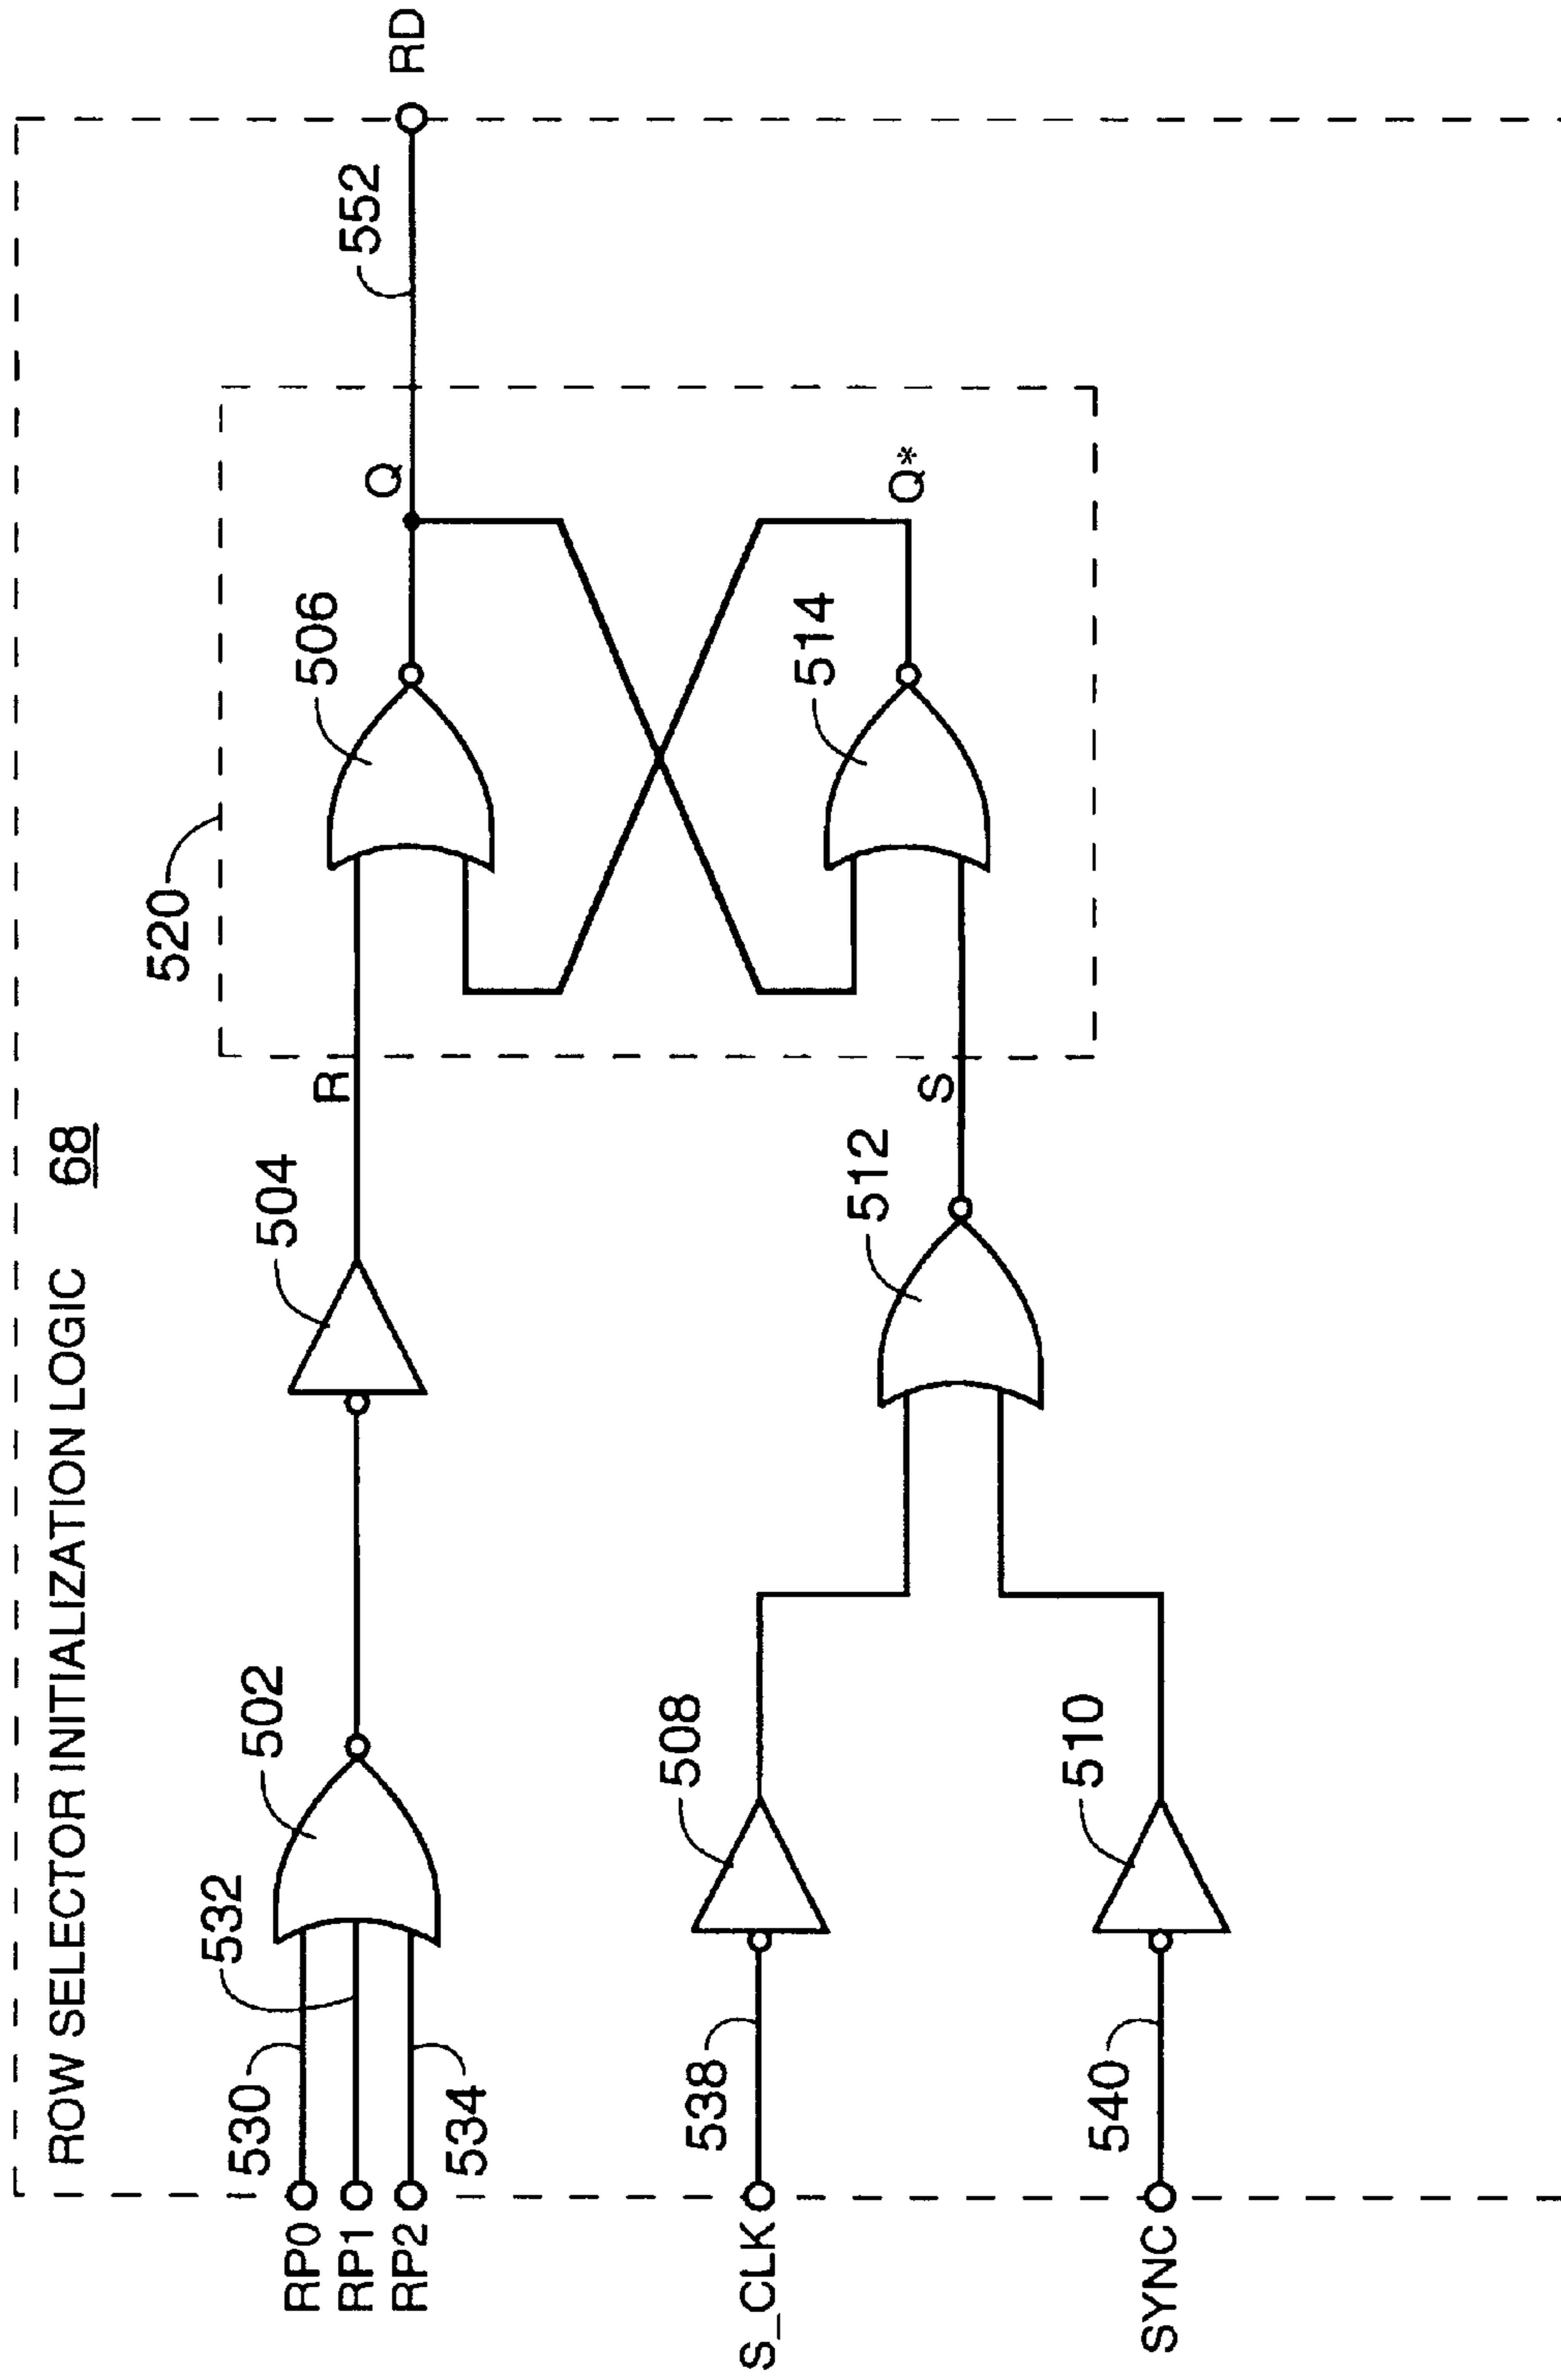 ROW SELECTOR INITIALIZATION LOGIC 68
RP0
RP1
RP2
530
532
534
502
504
R
520
506
Q
552
RD
S_CLK
538
508
SYNC
540
510
512
S
514
Q*